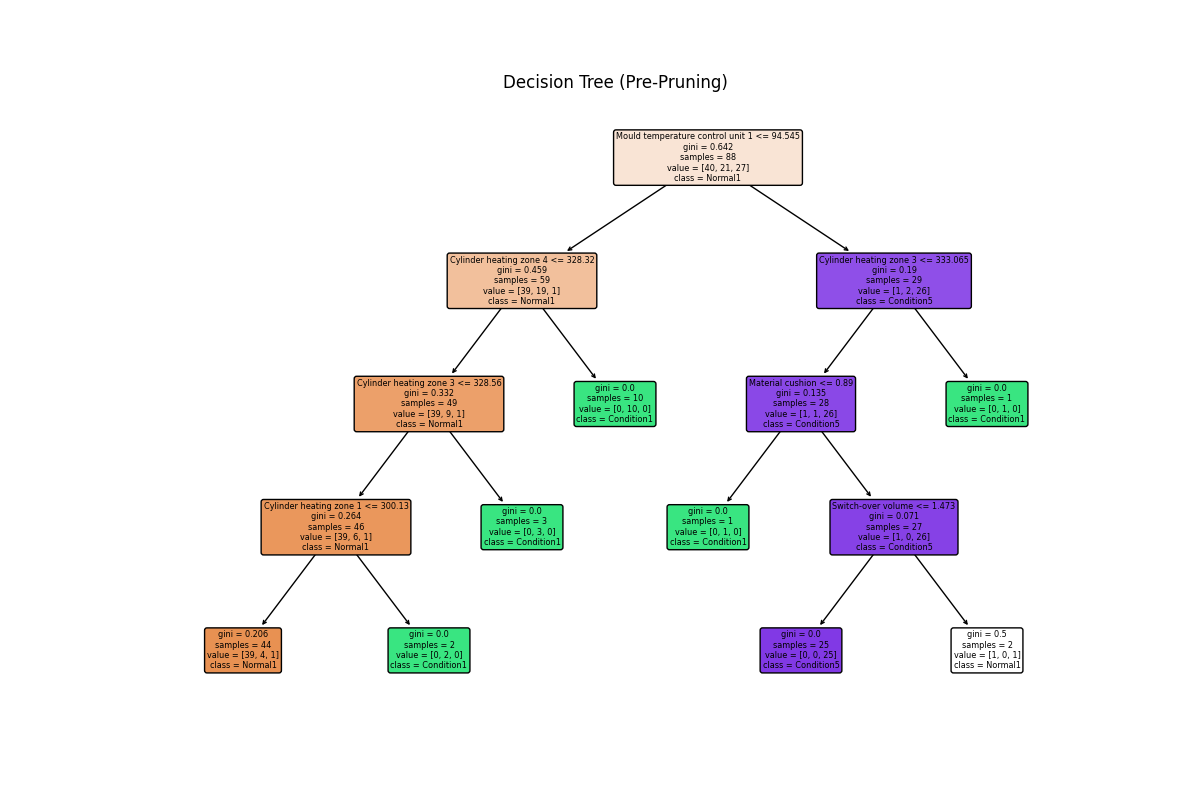 Decision Tree (Pre-Pruning)
Mould temperature control unit 1 <= 94.545
gini = 0.642
samples = 88
value = [40, 21, 27]
class = Normal1
Cylinder heating zone 4 <= 328.32
gini = 0.459
samples = 59
value = [39, 19, 1]
class = Normal1
Cylinder heating zone 3 <= 333.065
gini = 0.19
samples = 29
value = [1, 2, 26]
class = Condition5
Cylinder heating zone 3 <= 328.56
gini = 0.332
samples = 49
value = [39, 9, 1]
class = Normal1
gini = 0.0
samples = 10
value = [0, 10, 0]
class = Condition1
Material cushion <= 0.89
gini = 0.135
samples = 28
value = [1, 1, 26]
class = Condition5
gini = 0.0
samples = 1
value = [0, 1, 0]
class = Condition1
Cylinder heating zone 1 <= 300.13
gini = 0.264
samples = 46
value = [39, 6, 1]
class = Normal1
gini = 0.0
samples = 3
value = [0, 3, 0]
class = Condition1
gini = 0.0
samples = 1
value = [0, 1, 0]
class = Condition1
Switch-over volume <= 1.473
gini = 0.071
samples = 27
value = [1, 0, 26]
class = Condition5
gini = 0.206
samples = 44
value = [39, 4, 1]
class = Normal1
gini = 0.0
samples = 2
value = [0, 2, 0]
class = Condition1
gini = 0.0
samples = 25
value = [0, 0, 25]
class = Condition5
gini = 0.5
samples = 2
value = [1, 0, 1]
class = Normal1